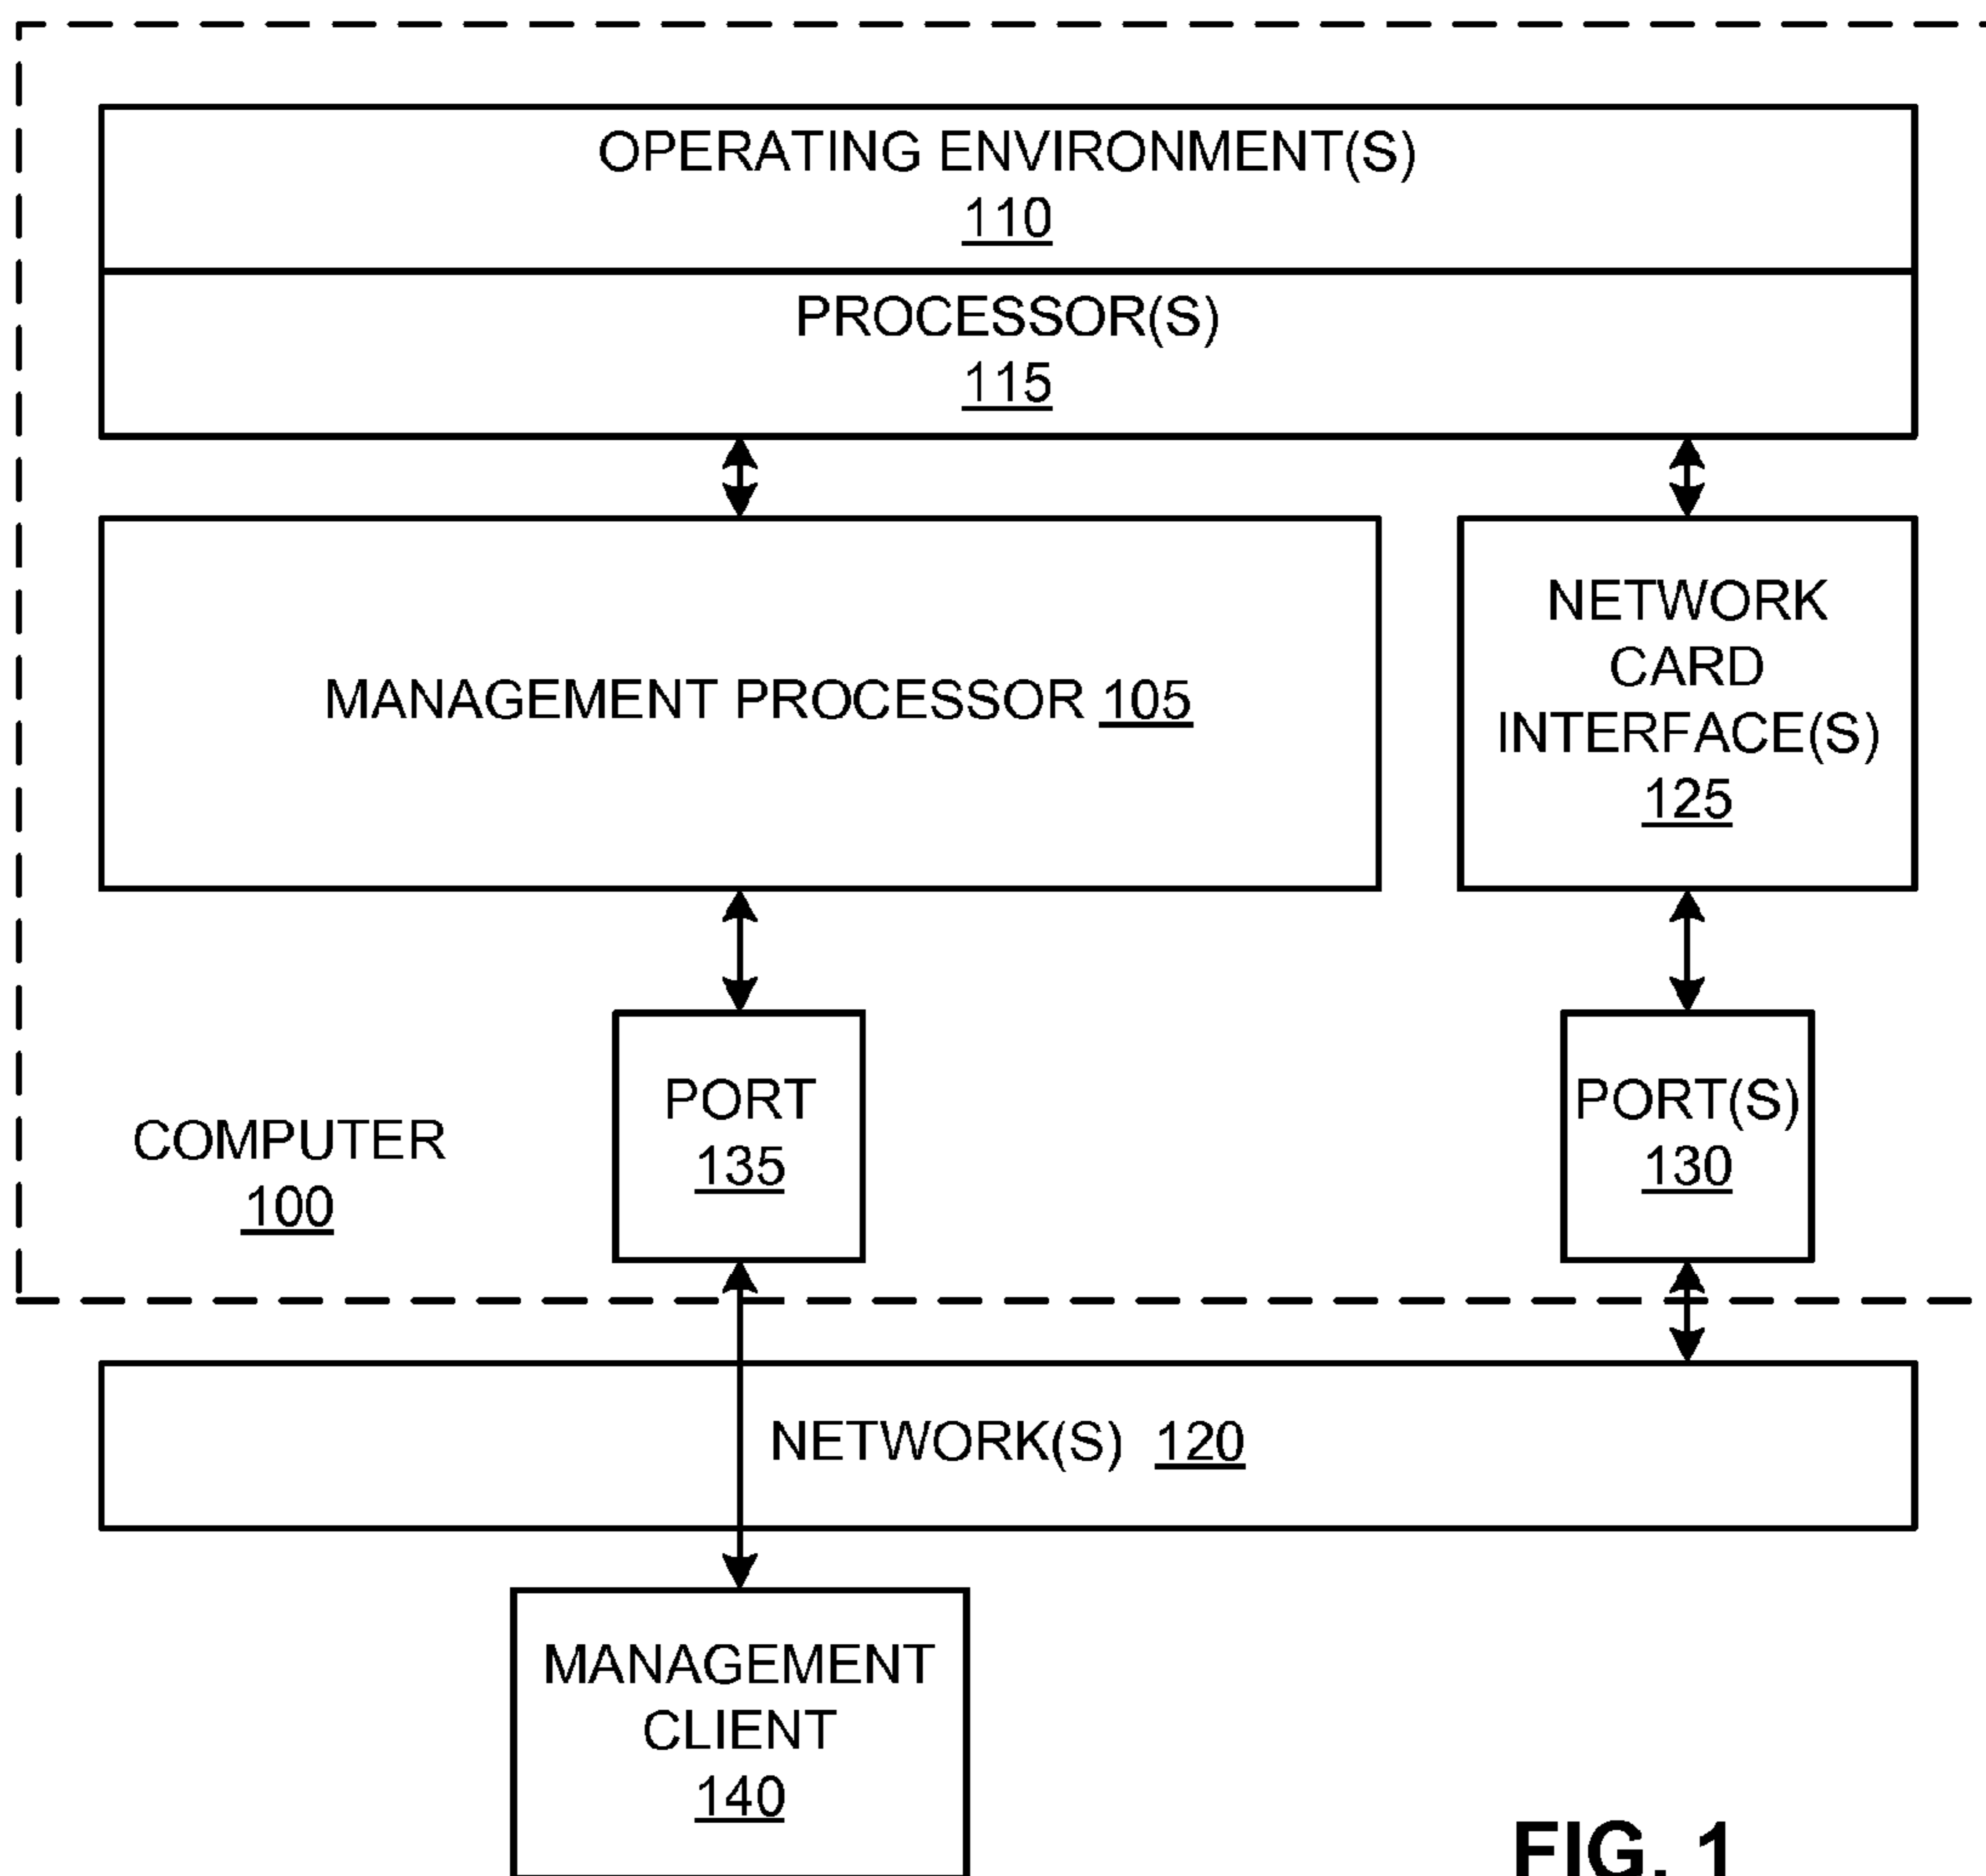 OPERATING ENVIRONMENT(S)
110
PROCESSOR(S)
115
MANAGEMENT PROCESSOR 105
NETWORK
CARD
INTERFACE(S)
125
COMPUTER
100
PORT
135
PORT(S)
130
NETWORK(S) 120
MANAGEMENT
CLIENT
140
FIG. 1